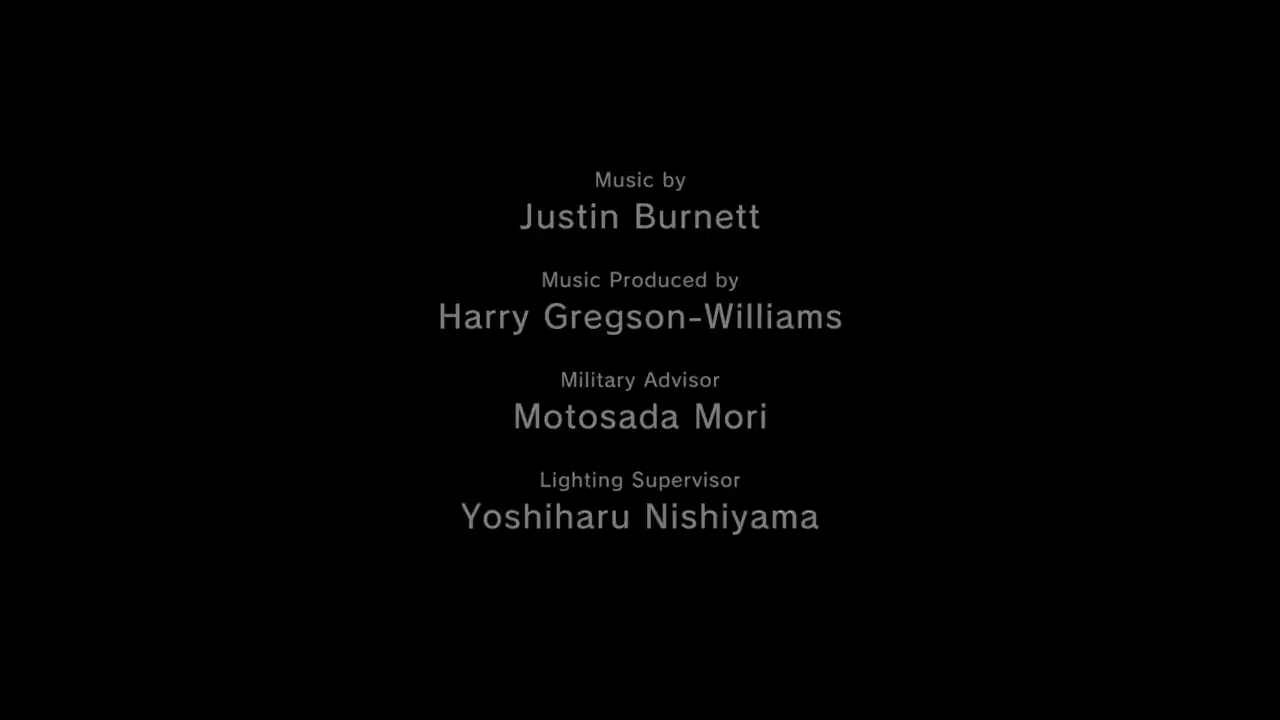 Music by
Justin Burnett
Music Produced by
Harry Gregson-Williams
Military Advisor
Motosada Mori
Lighting Supervisor
Yoshiharu Nishiyama